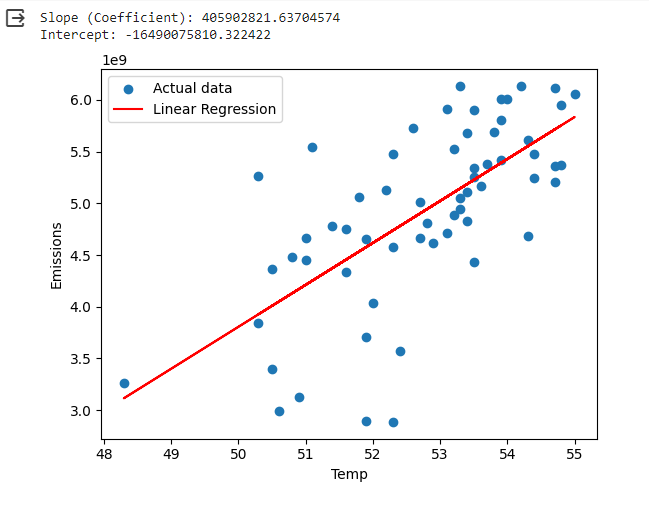 Slope (Coefficient): 405902821.63704574
Intercept: -16490075810.322422
1e9
Actual data
Linear Regression
6.0
5.5
5.0
4.5
4.0
3.5
3.0
Emissions
48 49 50 51 52 53 54 55
Temp